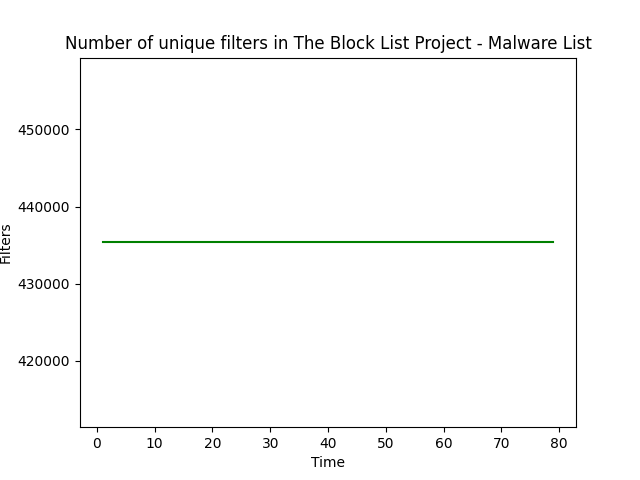 Number of unique filters in The Block List Project - Malware List
450000
440000
430000
420000
Filters
0 10 20 30 40 50 60 70 80
Time